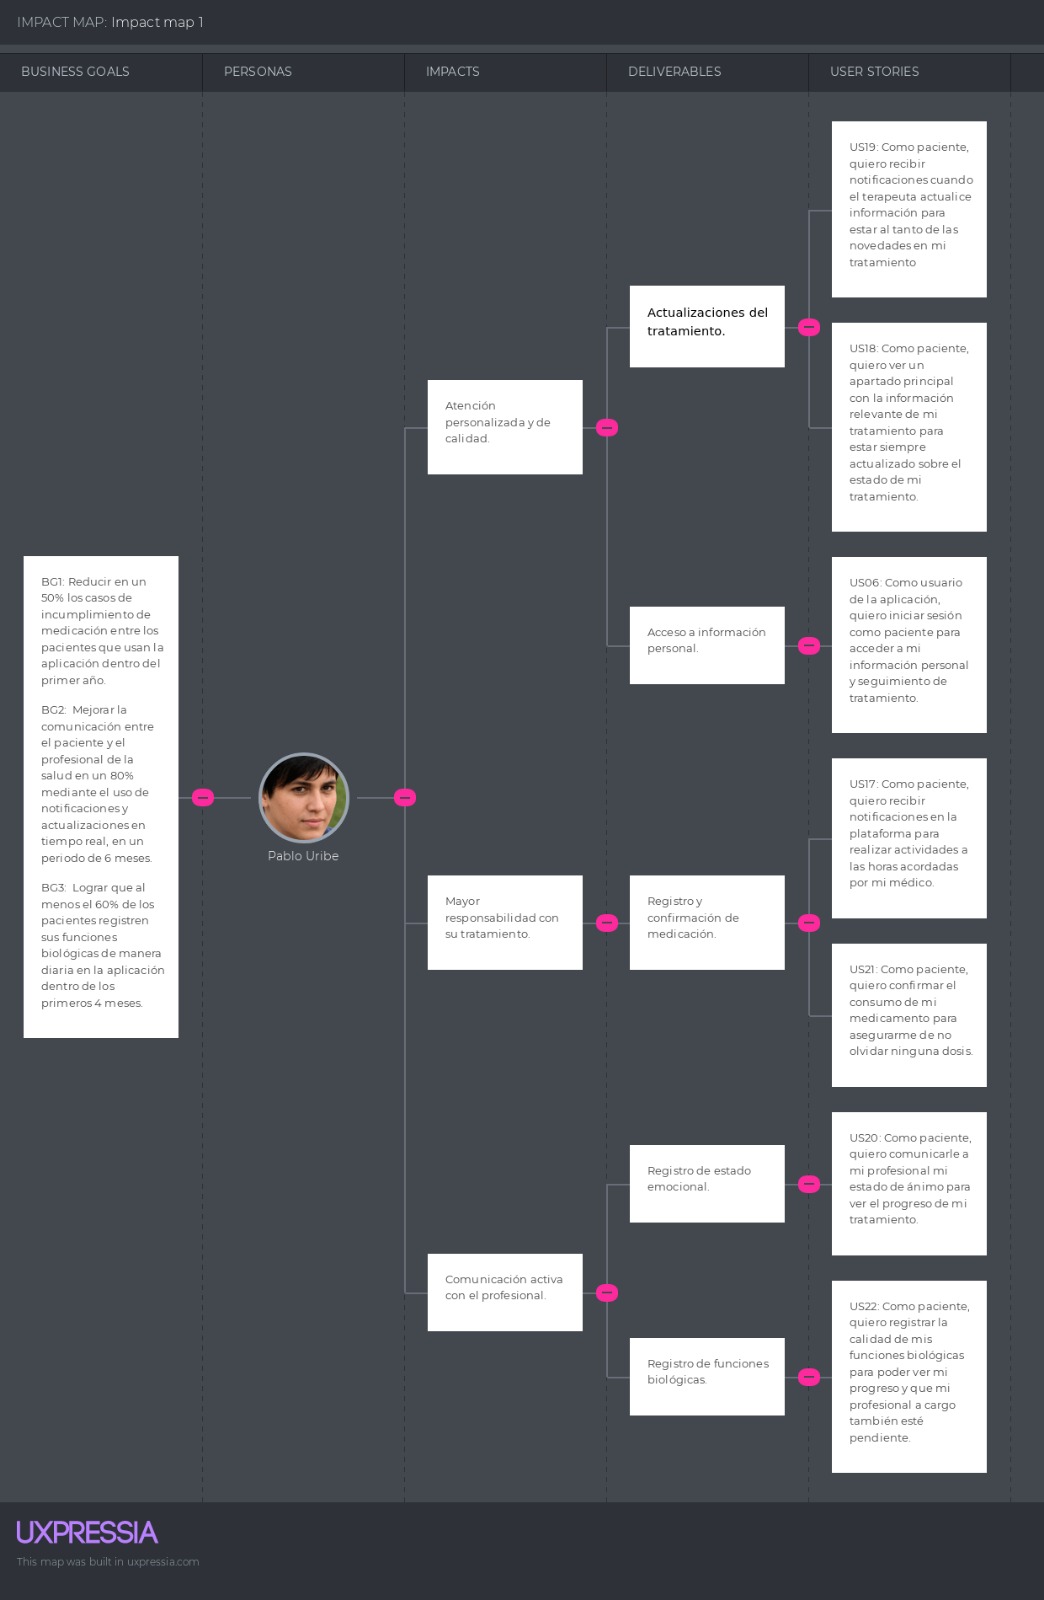 IMPACT MAP: Impact map 1
BUSINESS GOALS
PERSONAS
IMPACTS
DELIVERABLES
USER STORIES
BG1: Reducir en un
50% los casos de
incumplimiento de
medicación entre los
pacientes que usan la
aplicación dentro del
primer año.
BG2: Mejorar la
comunicación entre
el paciente y el
profesional de la
salud en un 80%
mediante el uso de
notificaciones y
actualizaciones en
tiempo real, en un
periodo de 6 meses.
BG3: Lograr que al
menos el 60% de los
pacientes registren
sus funciones
biológicas de manera
diaria en la aplicación
dentro de los
primeros 4 meses.
Pablo Uribe
Atención
personalizada y de
calidad.
Mayor
responsabilidad con
su tratamiento.
Comunicación activa
con el profesional.
Actualizaciones del
tratamiento.
Acceso a información
personal.
Registro y
confirmación de
medicación.
Registro de estado
emocional.
Registro de funciones
biológicas.
US19: Como paciente,
quiero recibir
notificaciones cuando
el terapeuta actualice
información para
estar al tanto de las
novedades en mi
tratamiento
US18: Como paciente,
quiero ver un
apartado principal
con la información
relevante de mi
tratamiento para
estar siempre
actualizado sobre el
estado de mi
tratamiento.
US06: Como usuario
de la aplicación,
quiero iniciar sesión
como paciente para
acceder a mi
información personal
y seguimiento de
tratamiento.
US17: Como paciente,
quiero recibir
notificaciones en la
plataforma para
realizar actividades a
las horas acordadas
por mi médico.
US21: Como paciente,
quiero confirmar el
consumo de mi
medicamento para
asegurarme de no
olvidar ninguna dosis.
US20: Como paciente,
quiero comunicarle a
mi profesional mi
estado de ánimo para
ver el progreso de mi
tratamiento.
US22: Como paciente,
quiero registrar la
calidad de mis
funciones biológicas
para poder ver mi
progreso y que mi
profesional a cargo
también esté
pendiente.
UXPRESSIA
This map was built in uxpressia.com